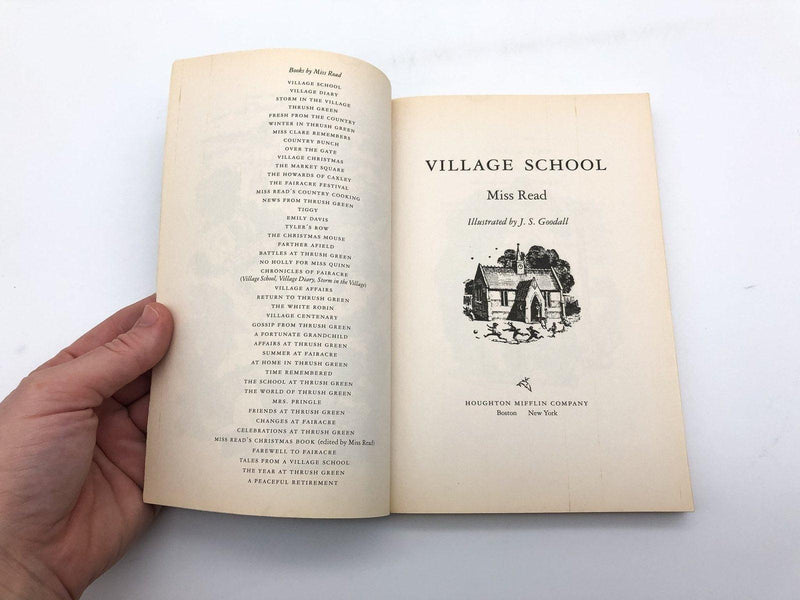 Books by Miss Read
VILLAGE SCHOOL
VILLAGE DIARY
STORM IN THE VILLAGE
THRUSH GREEN
FRESH FROM THE COUNTRY
WINTER IN THRUSH GREEN
MISS CLARE REMEMBERS
COUNTRY BUNCH
OVER THE GATE
VILLAGE CHRISTMAS
THE MARKET SQUARE
THE HOWARDS OF CAXLEY
THE FAIRACRE FESTIVAL
MISS READ'S COUNTRY COOKING
NEWS FROM THRUSH GREEN
TIGGY
EMILY DAVIS
TYLER'S ROW
THE CHRISTMAS MOUSE
FARTHER AFIELD
BATTLES AT THRUSH GREEN
NO HOLLY FOR MISS QUINN
CHRONICLES OF FAIRACRE
(Village School, Village Diary, Storm in the Village)
VILLAGE AFFAIRS
RETURN TO THRUSH GREEN
THE WHITE ROBIN
VILLAGE CENTENARY
GOSSIP FROM THRUSH GREEN
A FORTUNATE GRANDCHILD
AFFAIRS AT THRUSH GREEN
SUMMER AT FAIRACRE
AT HOME IN THRUSH GREEN
TIME REMEMBERED
THE SCHOOL AT THRUSH GREEN
THE WORLD OF THRUSH GREEN
MRS. PRINGLE
FRIENDS AT THRUSH GREEN
CHANGES AT FAIRACRE
CELEBRATIONS AT THRUSH GREEN
MISS READ'S CHRISTMAS BOOK (edited by Miss Read)
FAREWELL TO FAIRACRE
TALES FROM A VILLAGE SCHOOL
THE YEAR AT THRUSH GREEN
A PEACEFUL RETIREMENT
VILLAGE SCHOOL
Miss Read
Illustrated by J. S. Goodall
HOUGHTON MIFFLIN COMPANY
Boston New York